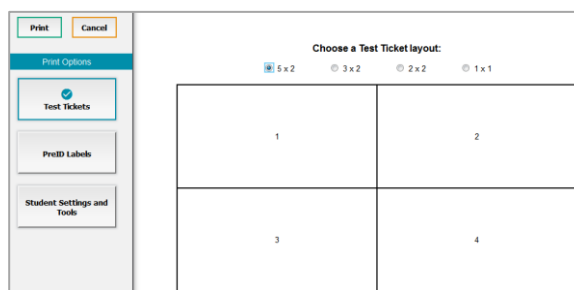 Print Cancel
Print Options
Test Tickets
PreID Labels
Student Settings and
Tools
Choose a Test Ticket layout:
5 x 2 3 x 2 2 x 2 1 x 1
1 2
3 4